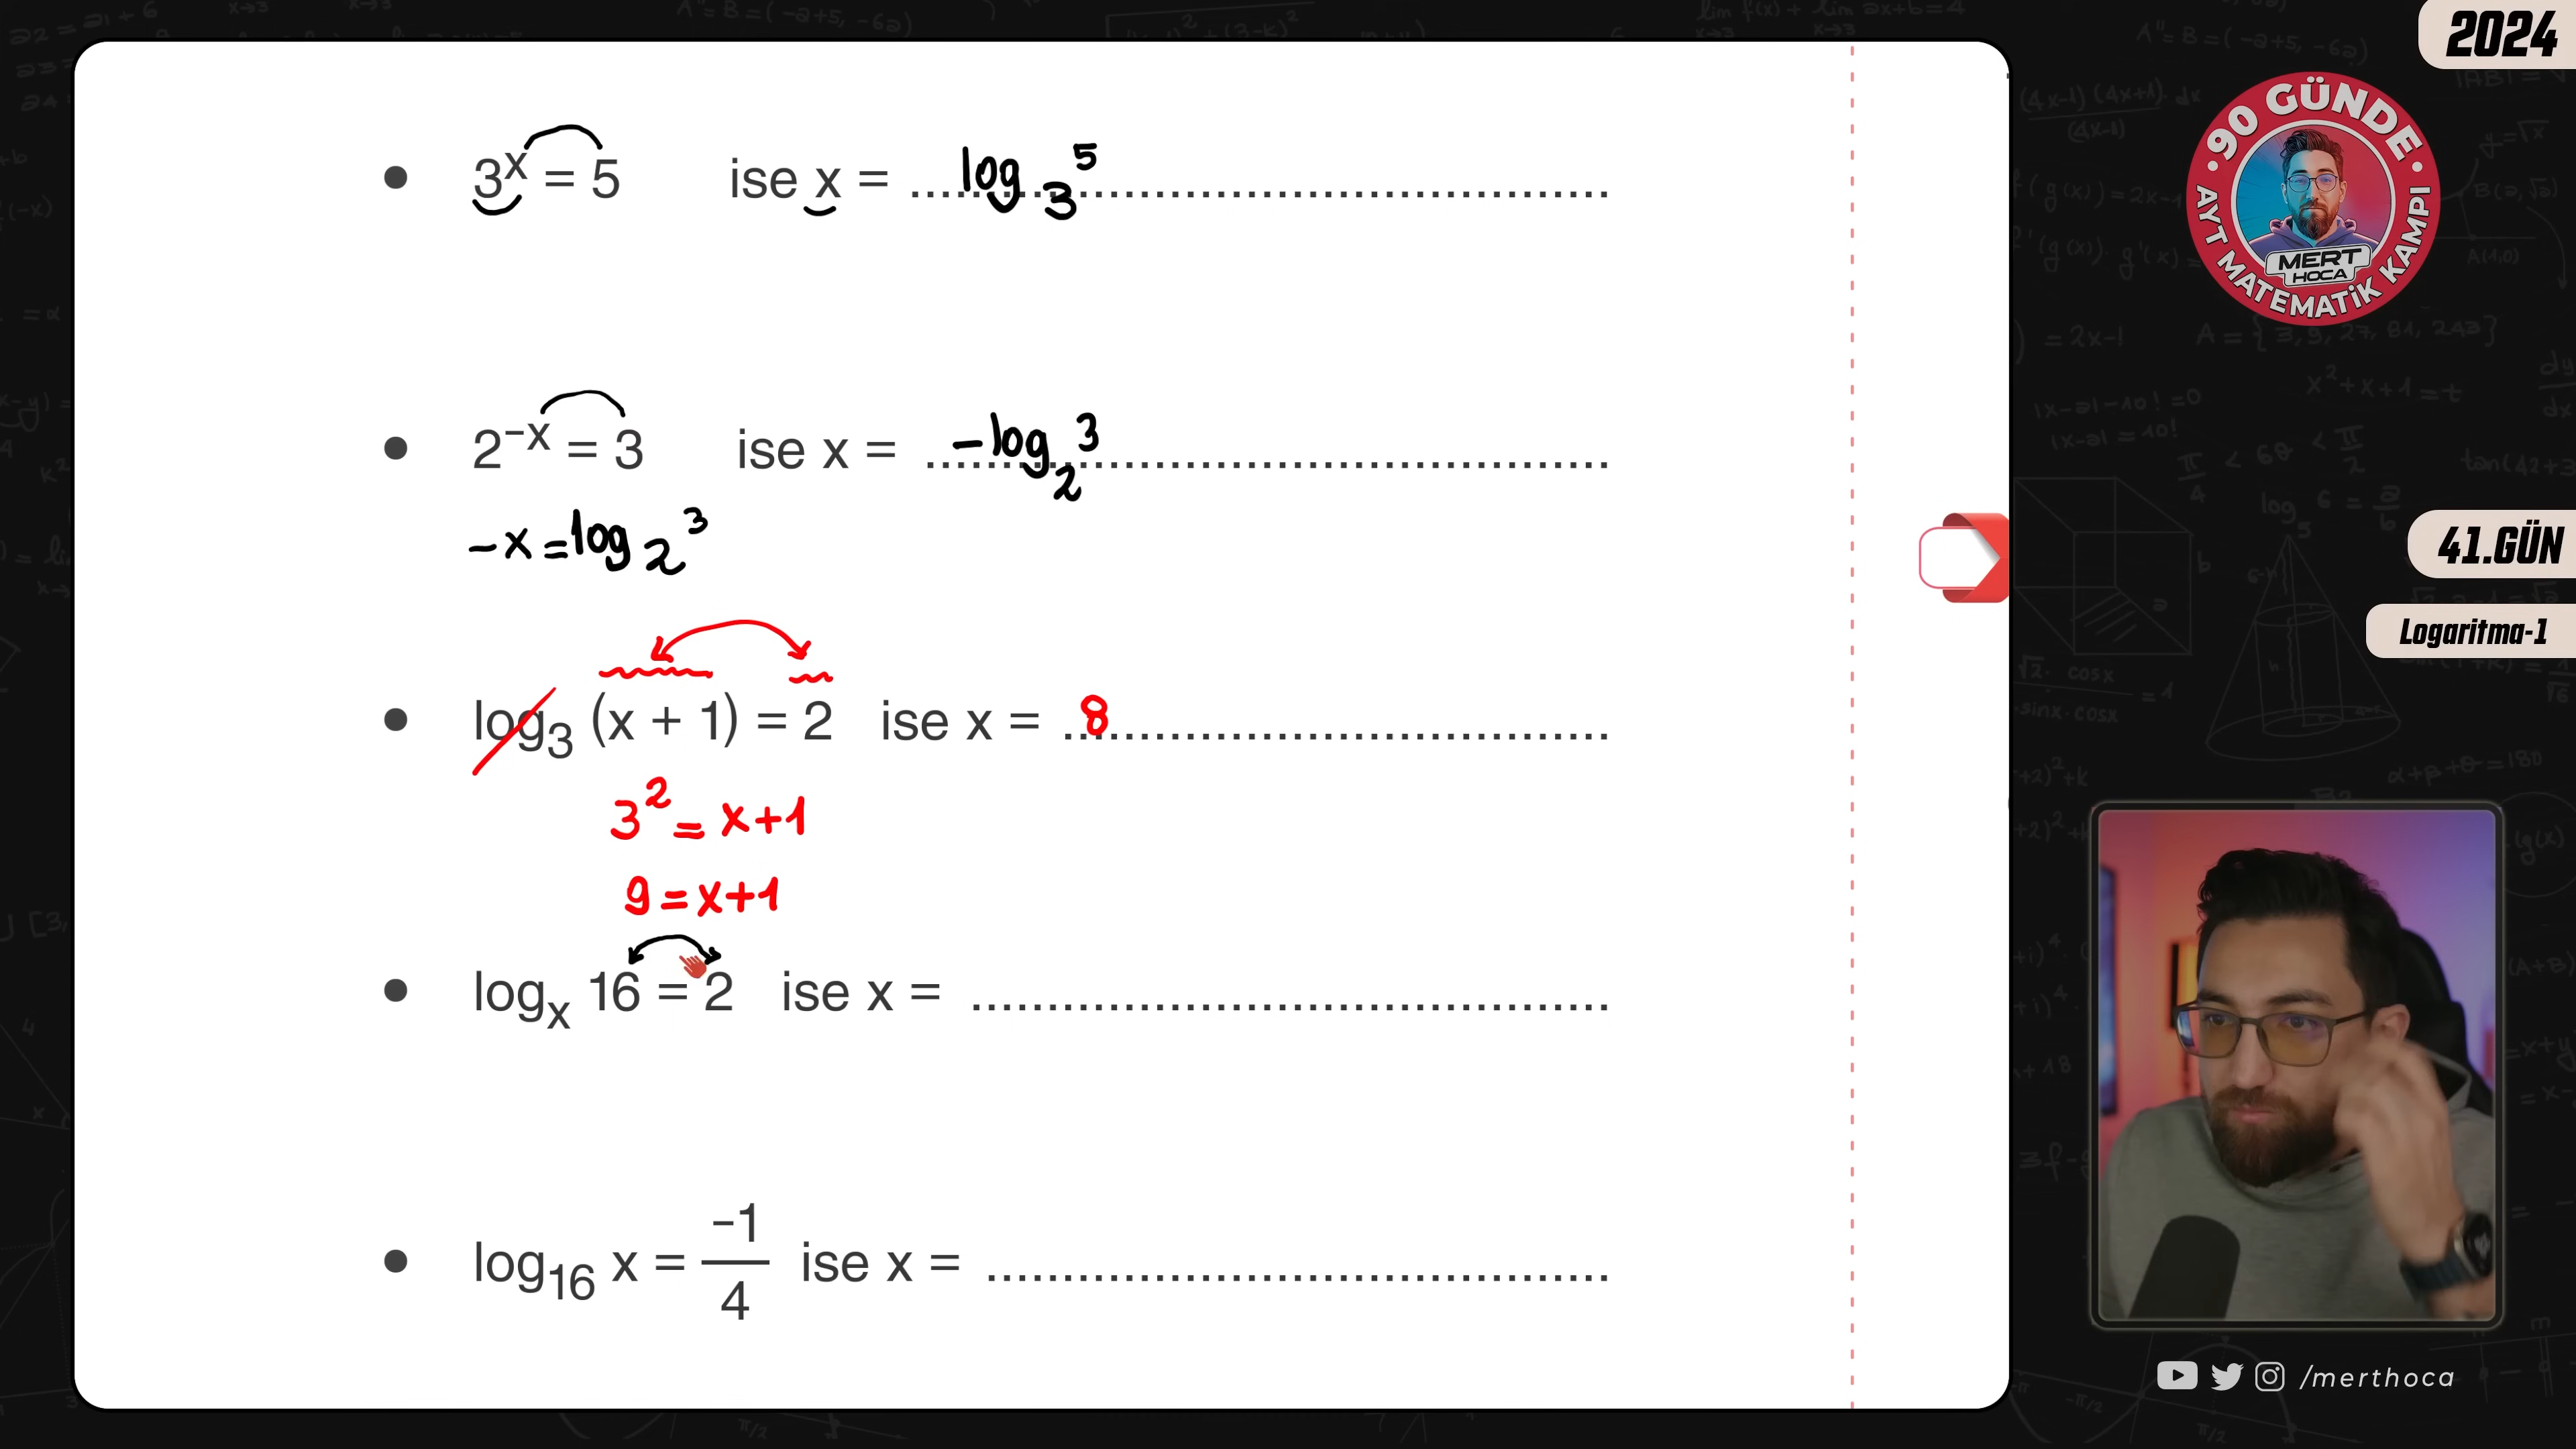 2024
90 GÜNDE
AYT MATEMATİK KAMPI
MERT
HOCA
• 3^x = 5 ise x = log_3 5
• 2^-x = 3 ise x = -log_2 3
-x = log_2 3
41.GÜN
Logaritma-1
• log_3 (x + 1) = 2 ise x = 8
3^2 = x+1
9 = x+1
• log_x 16 = 2 ise x = ..........
• log_16 x = -1/4 ise x = ..........
/merthoca